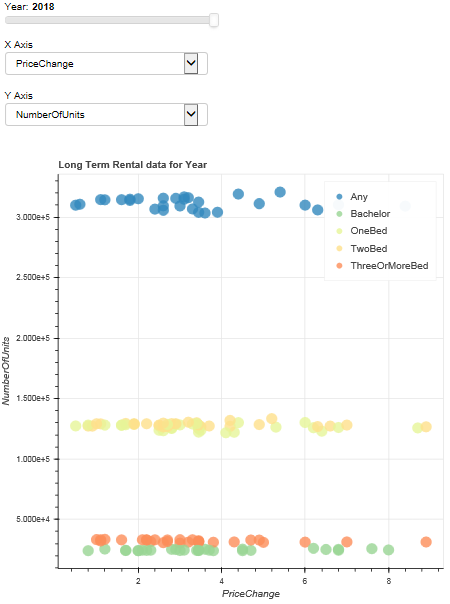 Year: 2018
X Axis
PriceChange
Y Axis
NumberOfUnits
Long Term Rental data for Year
NumberOfUnits
3.000e+5
2.500e+5
2.000e+5
1.500e+5
1.000e+5
5.000e+4
Any
Bachelor
OneBed
TwoBed
ThreeOrMoreBed
2 4 6 8
PriceChange